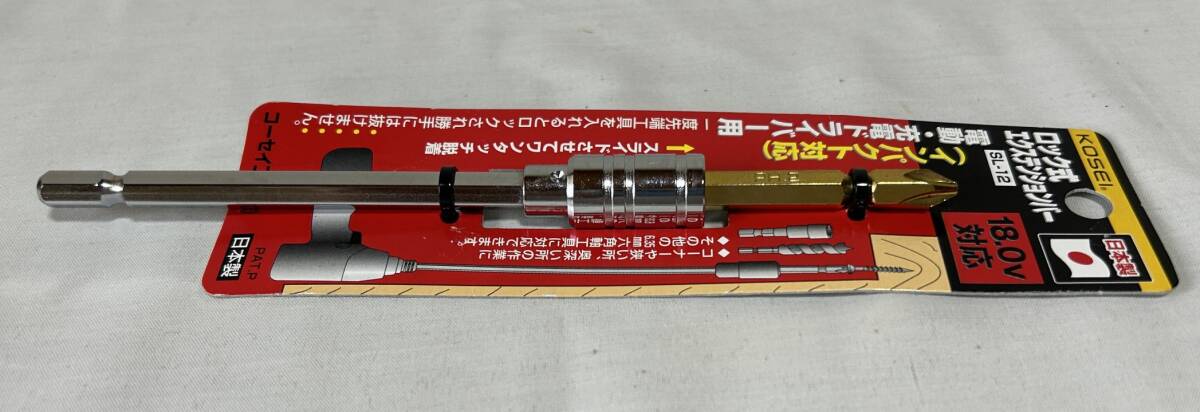 KOSEI
ロック式
エクステンションバー
SL-12
18.0V
対応
日本製
(インパクト対応)
電動・充電ドライバー用
一度先端工具を入れるとロックされ勝手には抜けません。
↑スライドさせてワンタッチ脱着
◆コーナーや狭い所、奥深い所の作業に
◆その他の 6.35mm六角軸工具に対応できます。
コーセイ
日本製
PAT.P